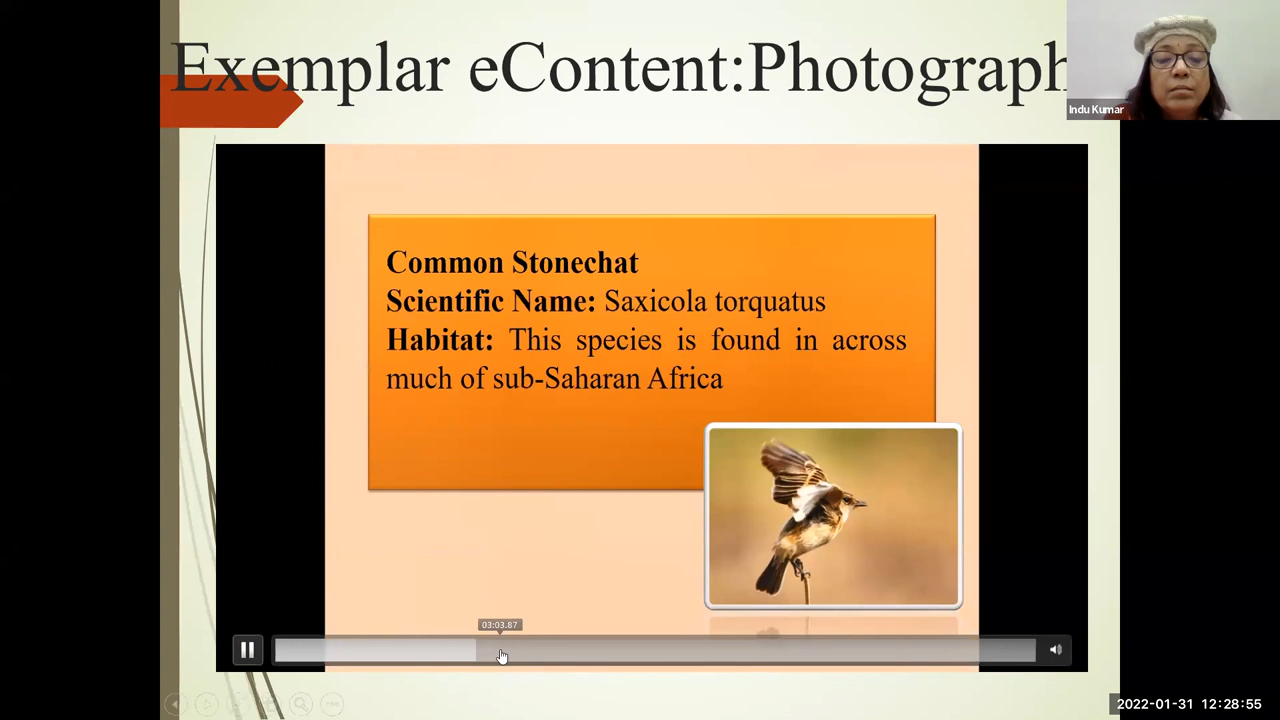 Exemplar eContent:Photograph
Indu Kumar
Common Stonechat
Scientific Name: Saxicola torquatus
Habitat: This species is found in across
much of sub-Saharan Africa
03:03.87
2022-01-31 12:28:55